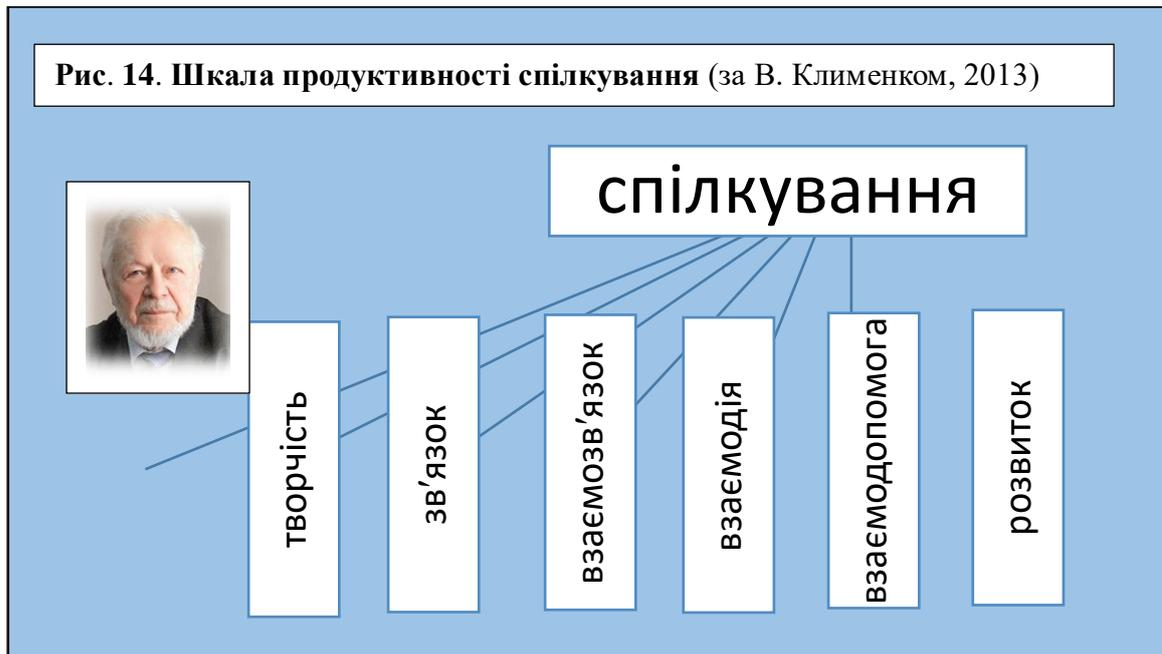 Рис. 14. Шкала продуктивності спілкування (за В. Клименком, 2013)
спілкування
творчість
зв’язок
взаємозв’язок
взаємодія
взаємодопомога
розвиток